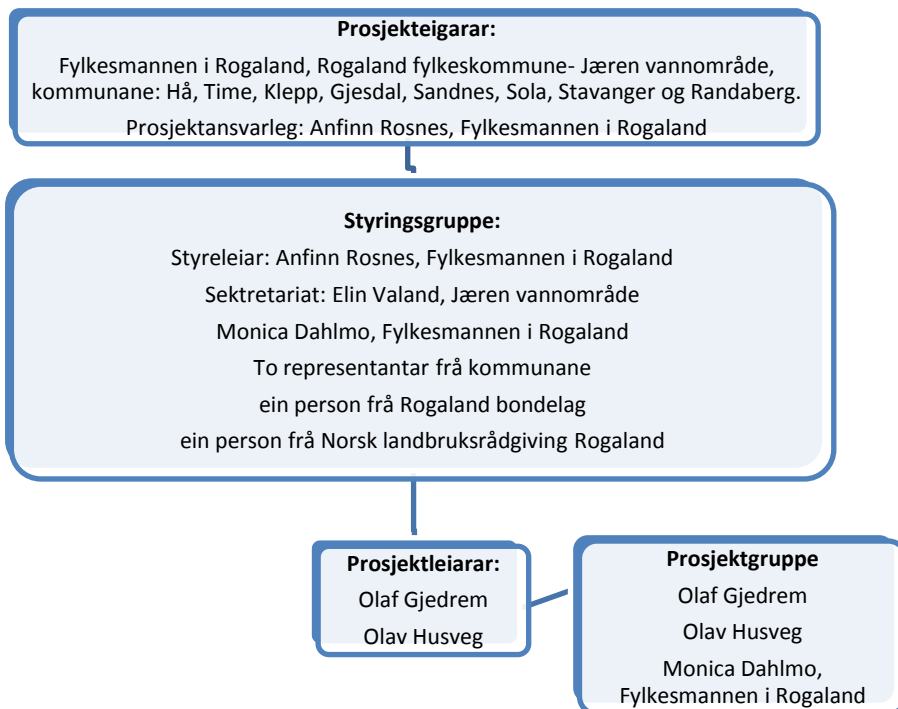 Prosjekteigarar:
Fylkesmannen i Rogaland, Rogaland fylkeskommune- Jæren vannområde,
kommunane: Hå, Time, Klepp, Gjesdal, Sandnes, Sola, Stavanger og Randaberg.
Prosjektansvarleg: Anfinn Rosnes, Fylkesmannen i Rogaland
Styringsgruppe:
Styreleiar: Anfinn Rosnes, Fylkesmannen i Rogaland
Sektretariat: Elin Valand, Jæren vannområde
Monica Dahlmo, Fylkesmannen i Rogaland
To representantar frå kommunane
ein person frå Rogaland bondelag
ein person frå Norsk landbruksrådgiving Rogaland
Prosjektleiarar:
Olaf Gjedrem
Olav Husveg
Prosjektgruppe
Olaf Gjedrem
Olav Husveg
Monica Dahlmo,
Fylkesmannen i Rogaland